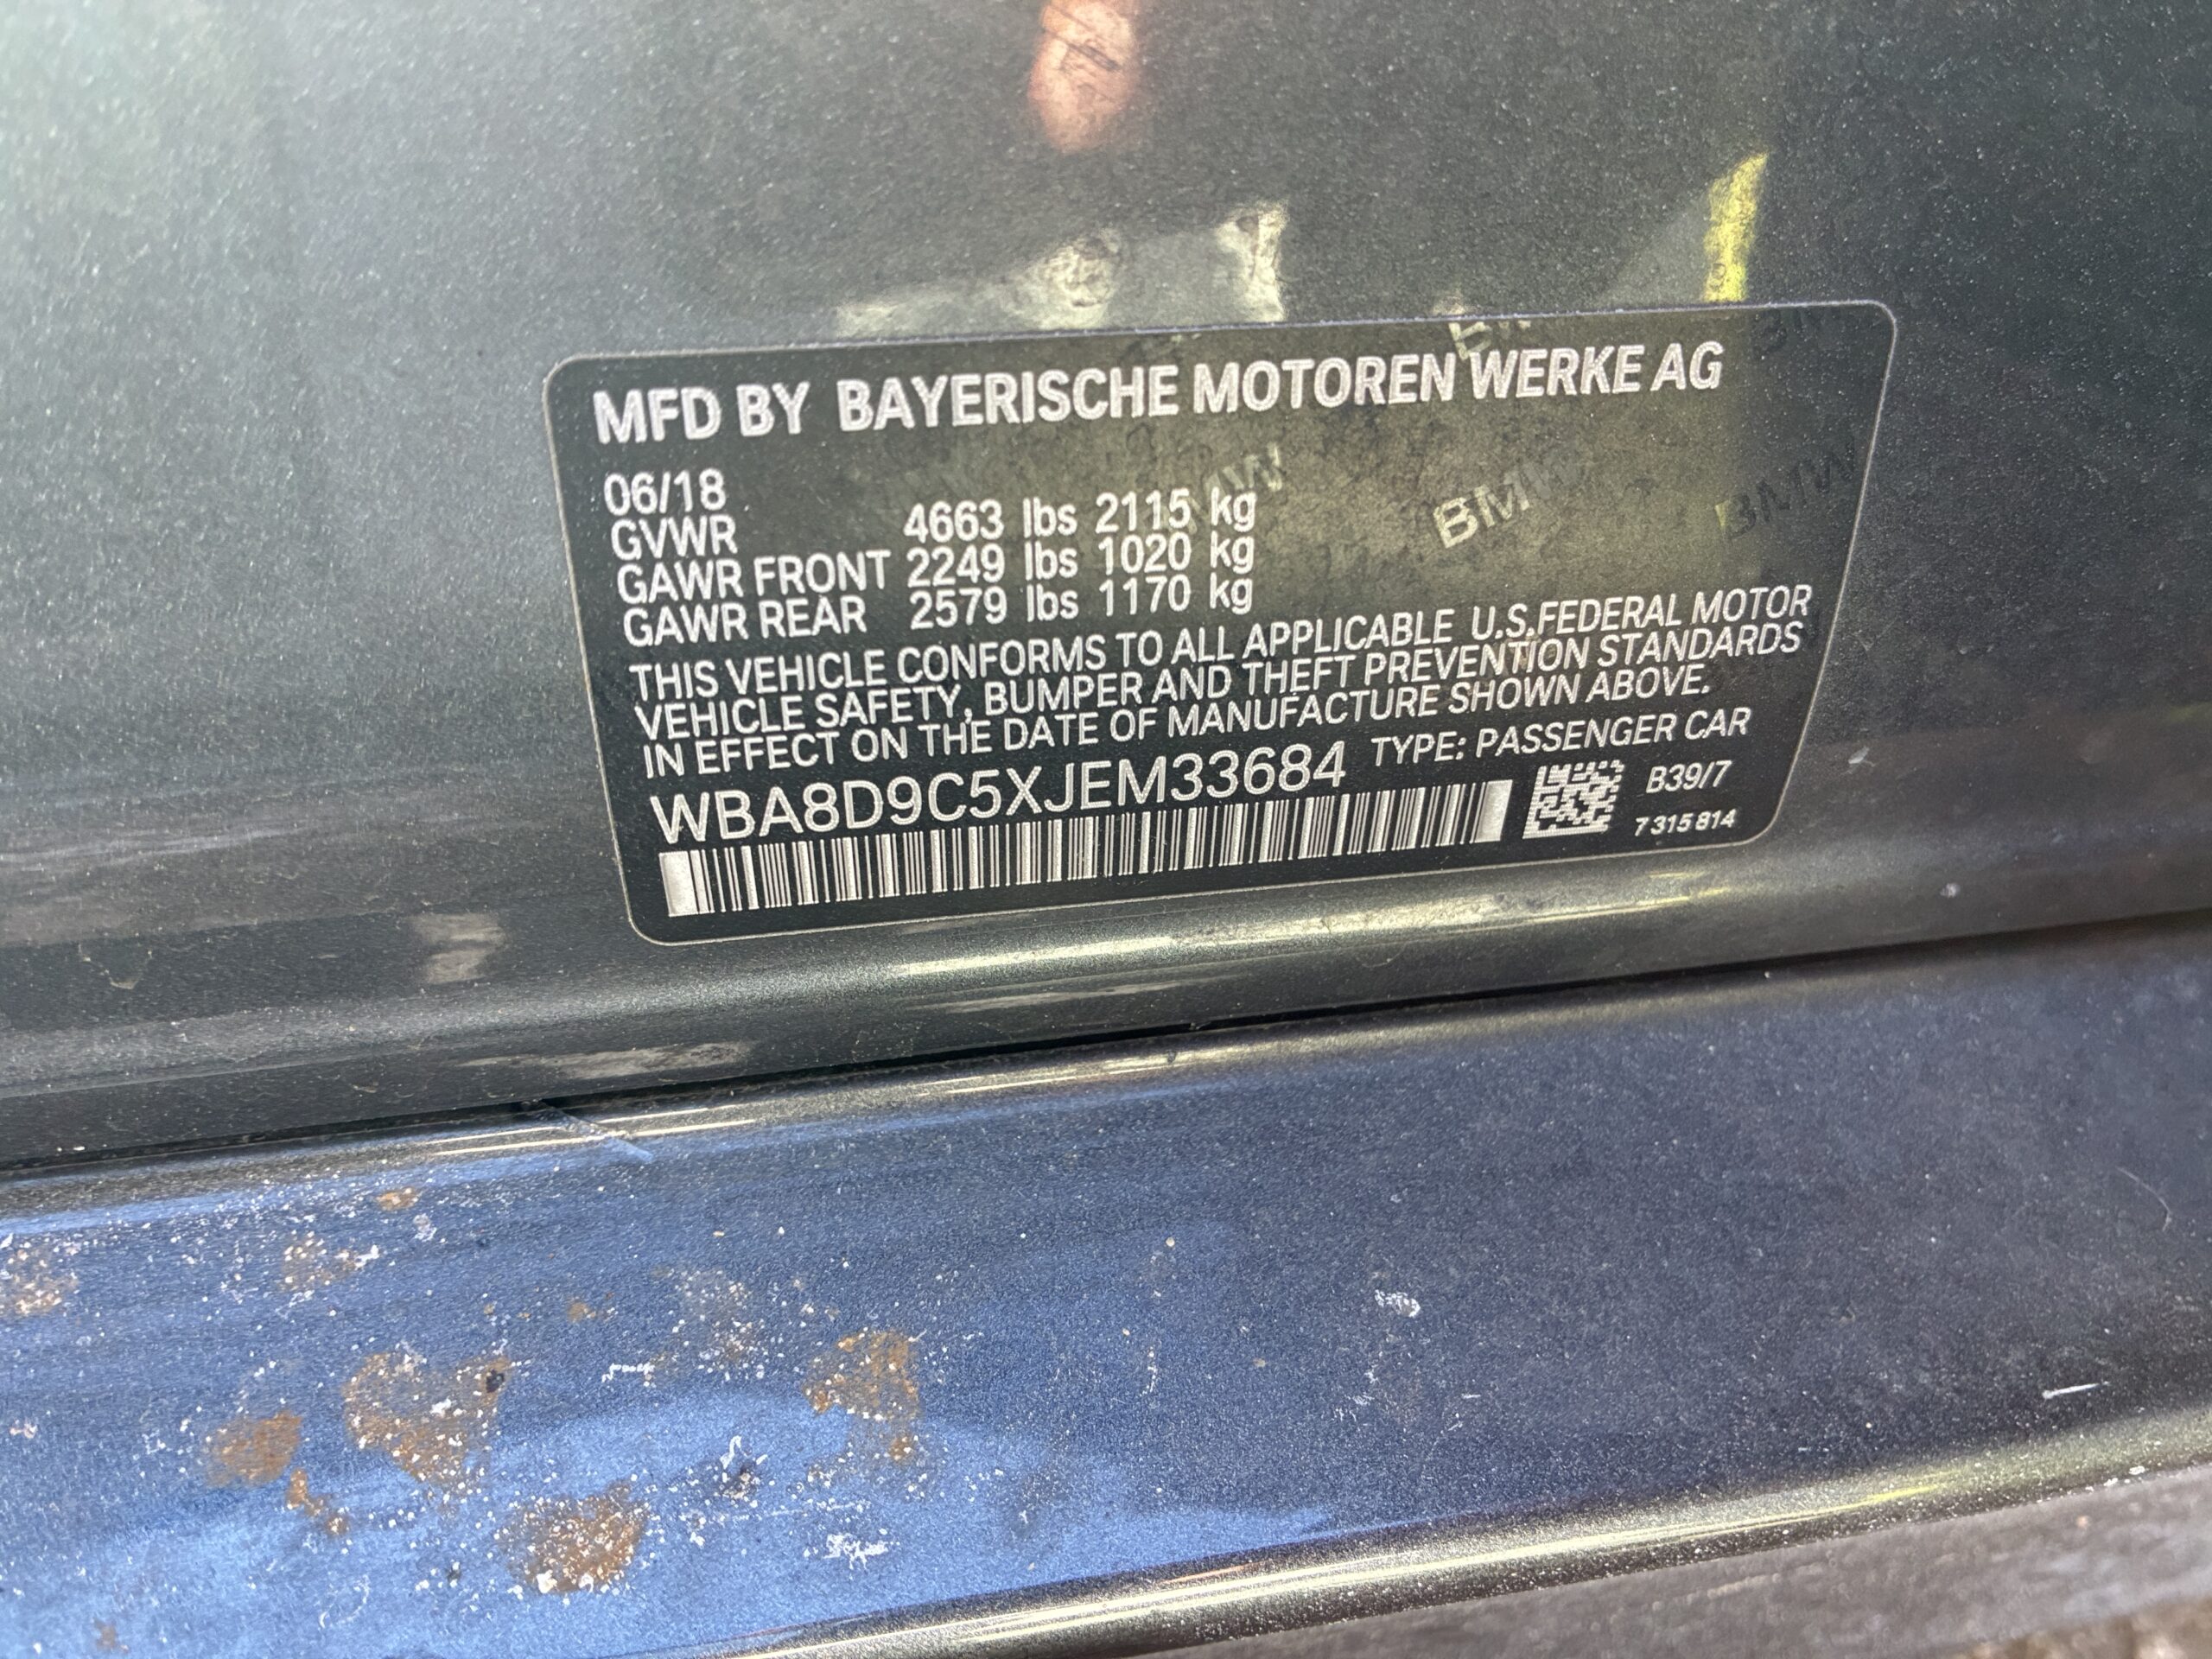 MFD BY BAYERISCHE MOTOREN WERKE AG
06/18
GVWR 4663 lbs 2115 kg
GAWR FRONT 2249 lbs 1020 kg
GAWR REAR 2579 lbs 1170 kg
THIS VEHICLE CONFORMS TO ALL APPLICABLE U.S.FEDERAL MOTOR
VEHICLE SAFETY, BUMPER AND THEFT PREVENTION STANDARDS
IN EFFECT ON THE DATE OF MANUFACTURE SHOWN ABOVE.
WBA8D9C5XJEM33684 TYPE: PASSENGER CAR
B39/7
7 315 814
BMW
BMW
BMW